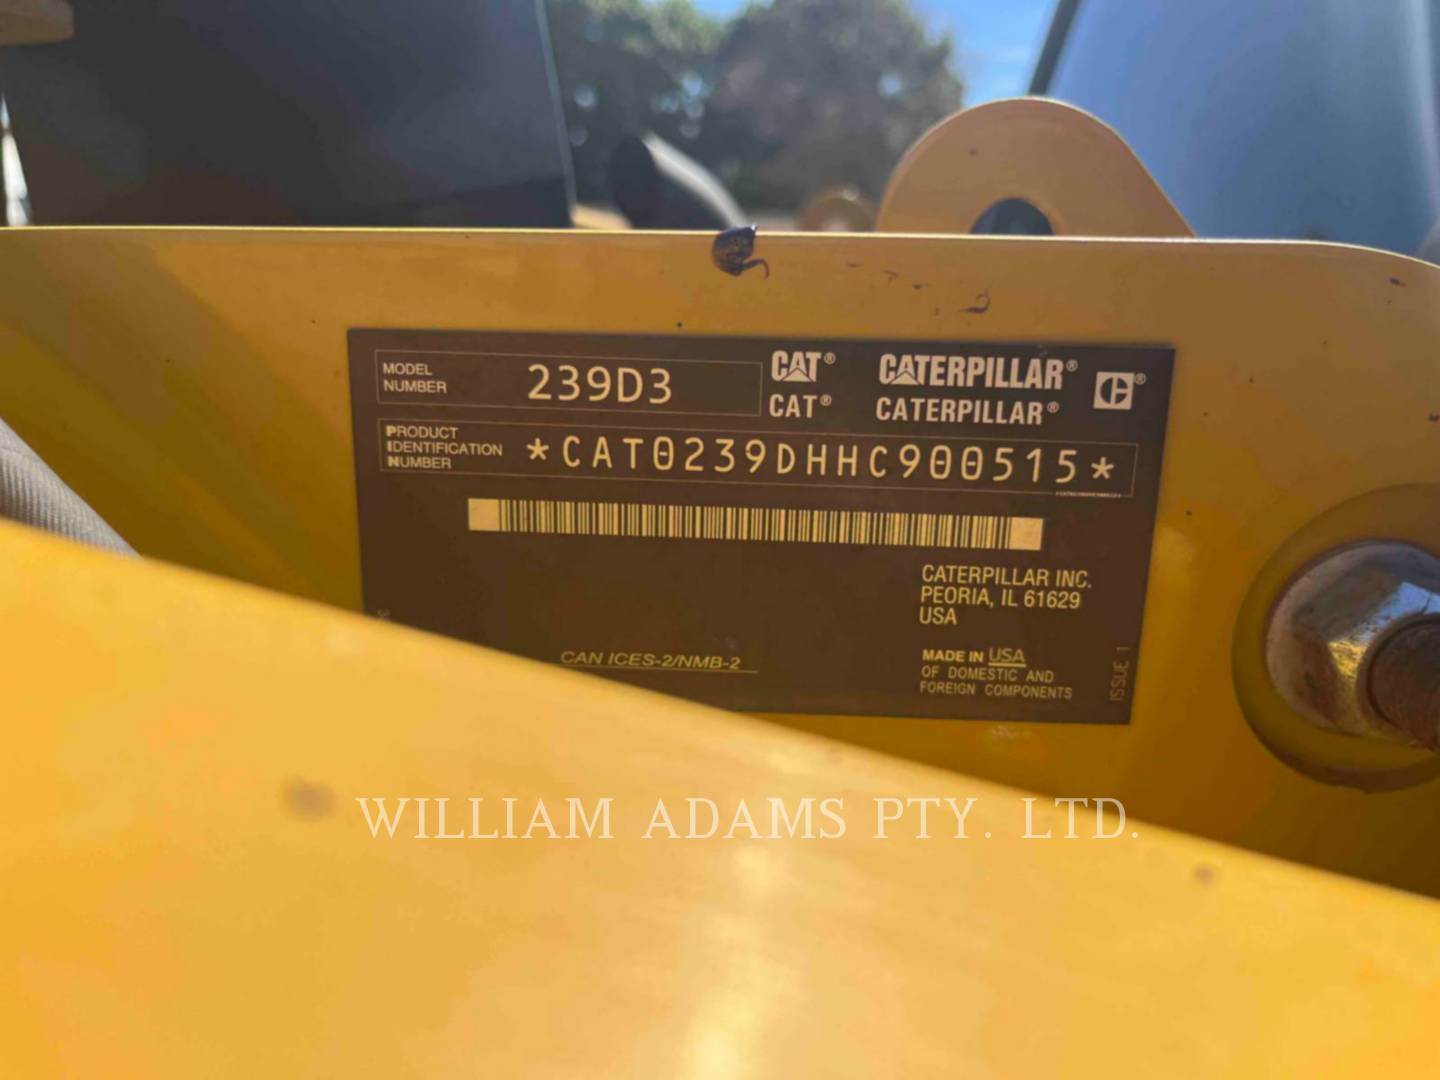 MODEL NUMBER 239D3
CAT® CATERPILLAR® C®
CAT® CATERPILLAR®
PRODUCT IDENTIFICATION NUMBER *CAT0239DHHC900515*
CATERPILLAR INC.
PEORIA, IL 61629
USA
CAN ICES-2/NMB-2
MADE IN USA
OF DOMESTIC AND
FOREIGN COMPONENTS
ISSUE 1
WILLIAM ADAMS PTY. LTD.